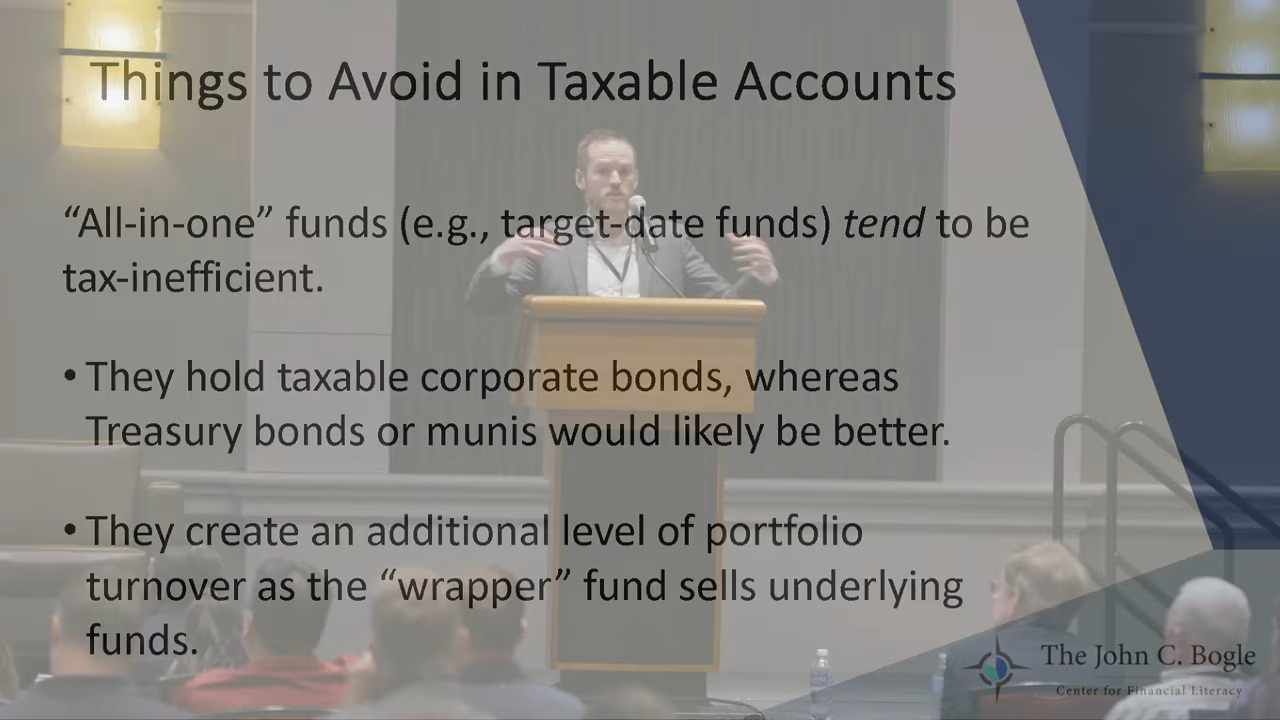 Things to Avoid in Taxable Accounts
“All-in-one” funds (e.g., target-date funds) tend to be
tax-inefficient.
• They hold taxable corporate bonds, whereas
Treasury bonds or munis would likely be better.
• They create an additional level of portfolio
turnover as the “wrapper” fund sells underlying
funds.
The John C. Bogle
Center for Financial Literacy